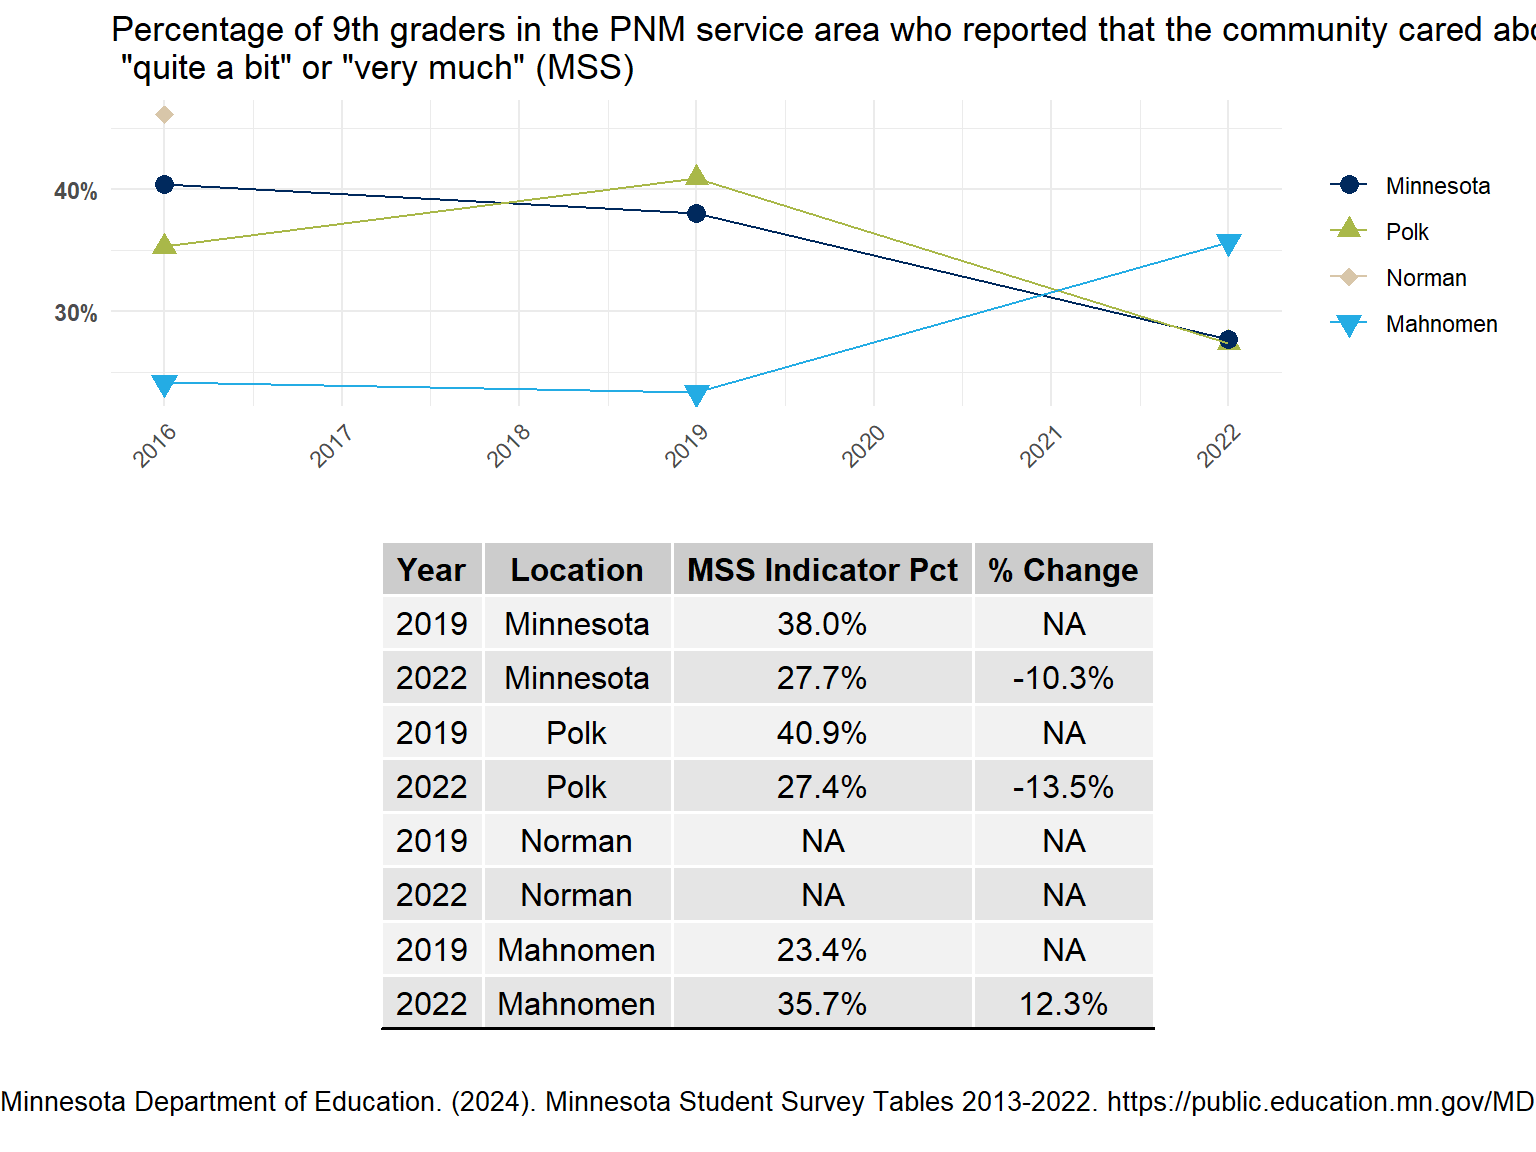 Percentage of 9th graders in the PNM service area who reported that the community cared
"quite a bit" or "very much" (MSS)
40%
30%
2016 2017 2018 2019 2020 2021 2022
Minnesota
Polk
Norman
Mahnomen
Year Location MSS Indicator Pct % Change
2019 Minnesota 38.0% NA
2022 Minnesota 27.7% -10.3%
2019 Polk 40.9% NA
2022 Polk 27.4% -13.5%
2019 Norman NA NA
2022 Norman NA NA
2019 Mahnomen 23.4% NA
2022 Mahnomen 35.7% 12.3%
Minnesota Department of Education. (2024). Minnesota Student Survey Tables 2013-2022. https://public.education.mn.gov/MD